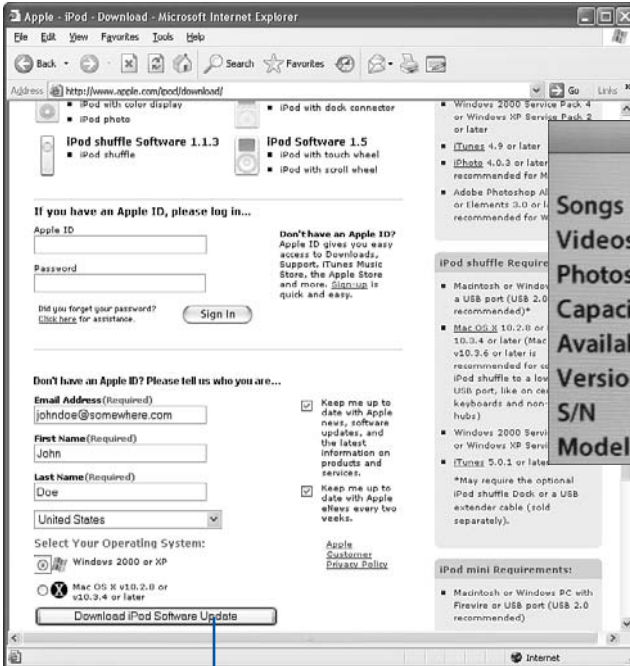 Apple - iPod - Download - Microsoft Internet Explorer
File Edit View Favorites Tools Help
Back Search Favorites
Address http://www.apple.com/ipod/download/ Go Links
iPod with color display
iPod photo
iPod with dock connector
iPod shuffle Software 1.1.3
iPod shuffle
iPod Software 1.5
iPod with touch wheel
iPod with scroll wheel
If you have an Apple ID, please log in...
Apple ID
Password
Did you forget your password?
Click here for assistance.
Sign In
Don't have an Apple ID?
Apple ID gives you easy
access to Downloads,
Support, iTunes Music
Store, the Apple Store
and more. Sign-up is
quick and easy.
Don't have an Apple ID? Please tell us who you are...
Email Address (Required)
johndoe@somewhere.com
First Name (Required)
John
Last Name (Required)
Doe
United States
Select Your Operating System:
Windows 2000 or XP
Mac OS X v10.2.8 or
v10.3.4 or later
Download iPod Software Update
Keep me up to
date with Apple
news, software
updates, and
the latest
information on
products and
services.
Keep me up to
date with Apple
eNews every two
weeks.
Apple
Customer
Privacy Policy
Windows 2000 Service Pack 4
or Windows XP Service Pack 2
or later
iTunes 4.9 or later
iPhoto 4.0.3 or later
recommended for M
Adobe Photoshop Al
or Elements 3.0 or l
recommended for W
iPod shuffle Require
Macintosh or Window
a USB port (USB 2.0
recommended)*
Mac OS X 10.2.8 or
10.3.4 or later (Mac
v10.3.6 or later is
recommended for
iPod shuffle to a low
USB port, like on
keyboards and non-
hubs)
Windows 2000 Servi
or Windows XP Servi
iTunes 5.0.1 or late
*May require the optional
iPod shuffle Dock or a USB
extender cable (sold
separately).
iPod mini Requirements:
Macintosh or Windows PC with
Firewire or USB port (USB 2.0
recommended)
Songs
Videos
Photos
Capaci
Availal
Versio
S/N
Model
Internet